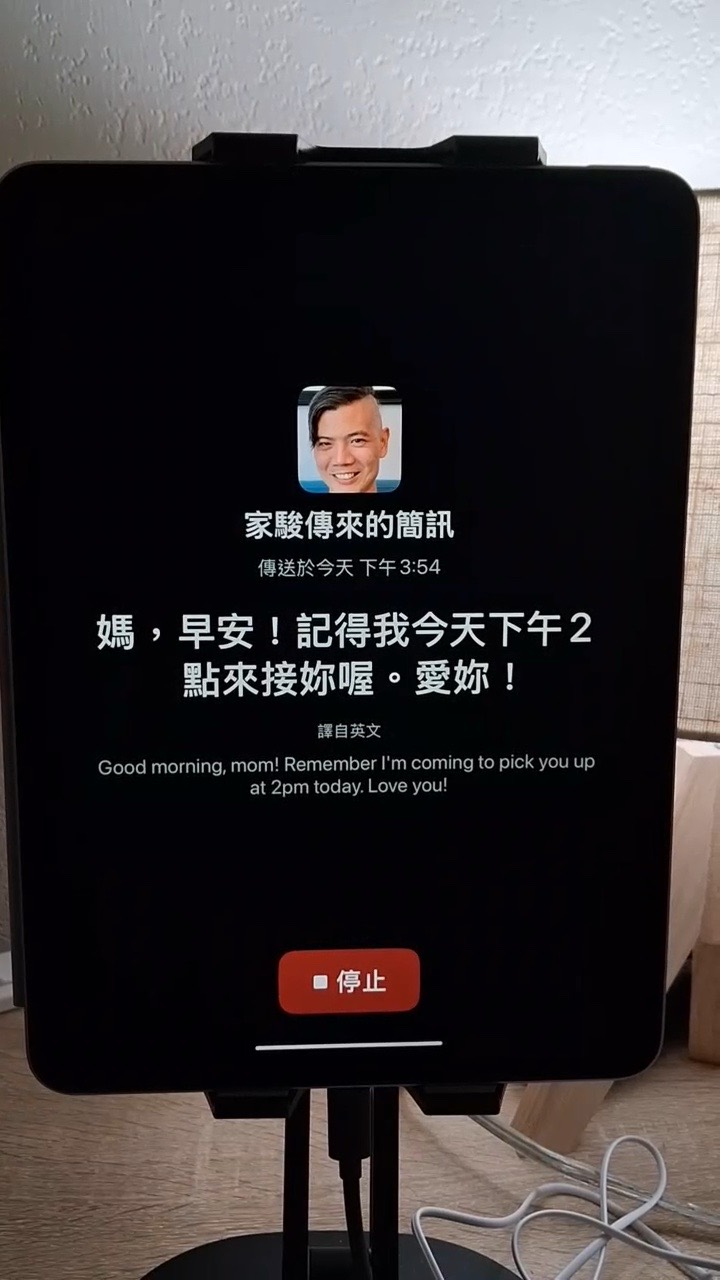 家駿傳來的簡訊
傳送於今天 下午3:54
媽，早安！記得我今天下午2
點來接妳喔。愛妳！
譯自英文
Good morning, mom! Remember I'm coming to pick you up
at 2pm today. Love you!
停止